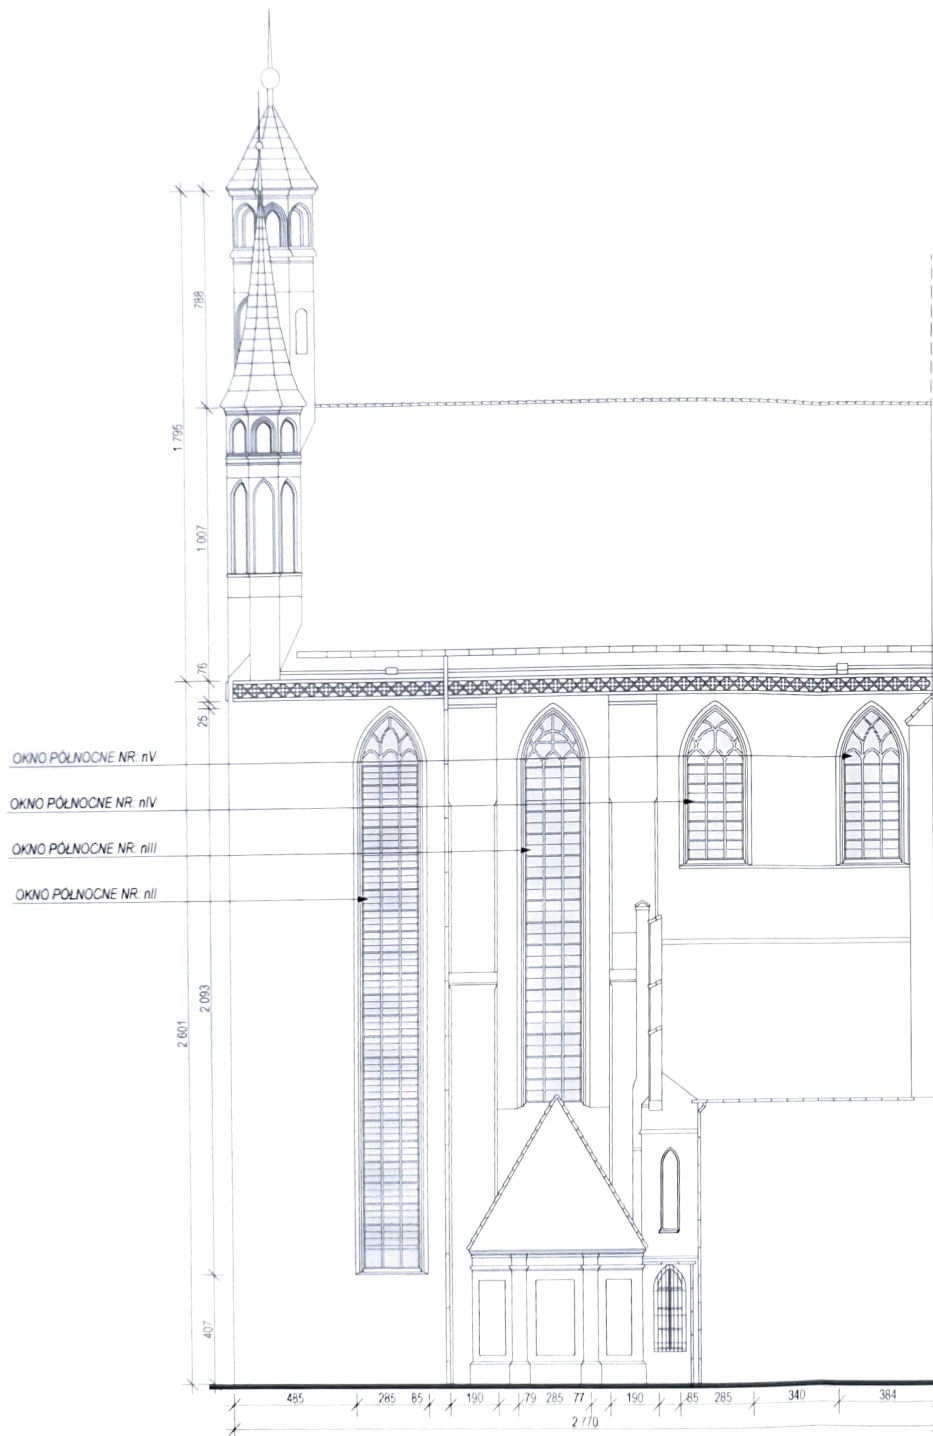 788
1 795
1 007
76
25
OKNO PÓŁNOCNE NR: nV
OKNO PÓŁNOCNE NR: nIV
OKNO PÓŁNOCNE NR: nIII
OKNO PÓŁNOCNE NR: nII
2 093
2 601
407
485 285 85 190 79 285 77 190 85 285 340 384
2 770